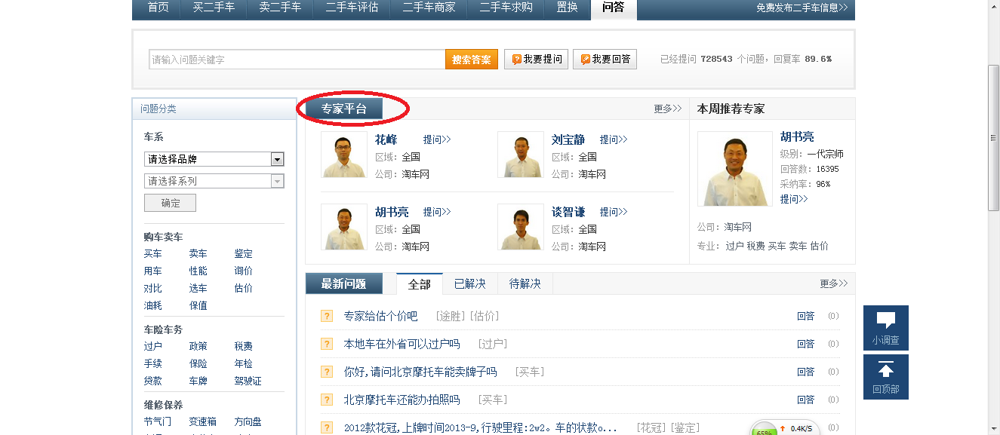 首页 买二手车 卖二手车 二手车评估 二手车商家 二手车求购 置换 问答 免费发布二手车信息>>
请输入问题关键字 搜索答案 我要提问 我要回答 已经提问 728543 个问题，回复率 89.6%
问题分类
车系
请选择品牌
请选择系列
确定
购车卖车
买车 卖车 鉴定
用车 性能 询价
对比 选车 估价
油耗 保值
车险车务
过户 政策 税费
手续 保险 年检
贷款 车牌 驾驶证
维修保养
节气门 变速箱 方向盘
专家平台 更多>>
花峰 提问>>
区域：全国
公司：淘车网
刘宝静 提问>>
区域：全国
公司：淘车网
胡书亮 提问>>
区域：全国
公司：淘车网
谈智谦 提问>>
区域：全国
公司：淘车网
本周推荐专家
胡书亮
级别：一代宗师
回答数：16395
采纳率：96%
提问>>
公司：淘车网
专业：过户 税费 买车 卖车 估价
最新问题 全部 已解决 待解决 更多>>
? 专家给估个价吧 [途胜] [估价] 回答 (0)
? 本地车在外省可以过户吗 [过户] 回答 (0)
? 你好,请问北京摩托车能卖牌子吗 [买车] 回答 (0)
? 北京摩托车还能办拍照吗 [买车] 回答 (0)
? 2012款花冠,上牌时间2013-9,行驶里程:2w2。车的状款o... [花冠] [鉴定] (0)
小调查
回顶部
65% 0.4K/S